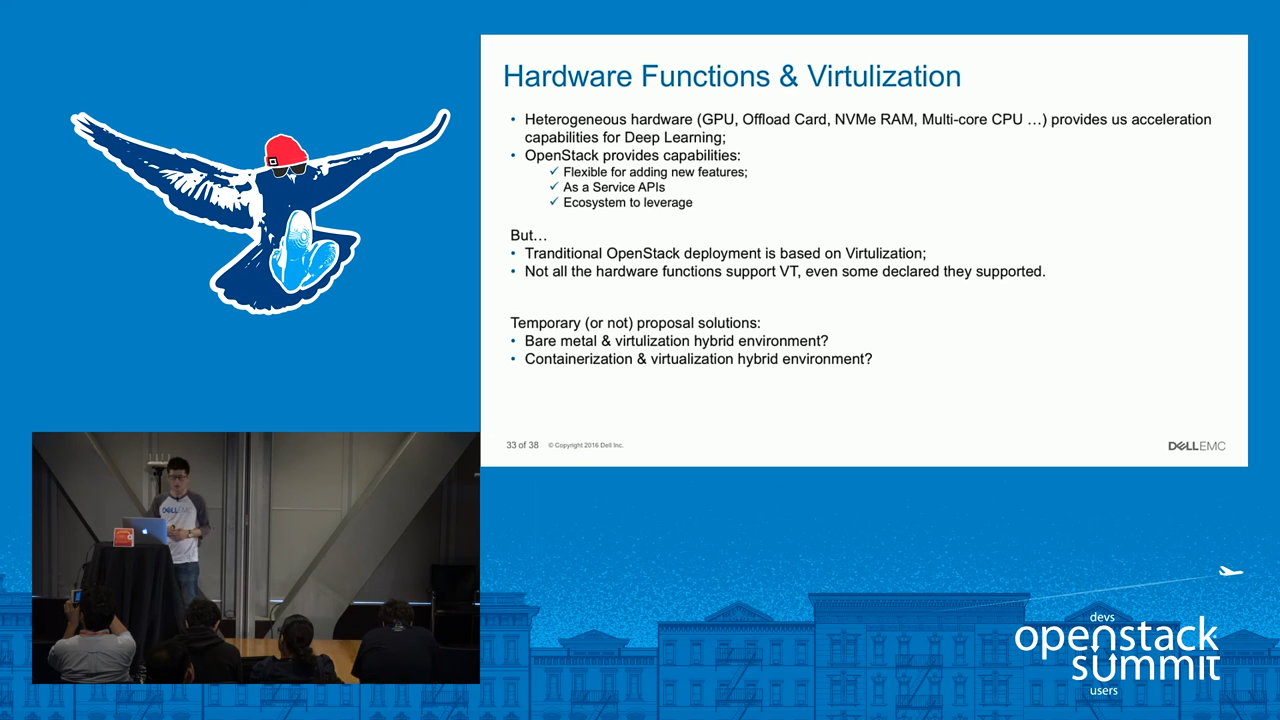 Hardware Functions & Virtulization
• Heterogeneous hardware (GPU, Offload Card, NVMe RAM, Multi-core CPU …) provides us acceleration
capabilities for Deep Learning;
• OpenStack provides capabilities:
✓ Flexible for adding new features;
✓ As a Service APIs
✓ Ecosystem to leverage
But…
• Tranditional OpenStack deployment is based on Virtulization;
• Not all the hardware functions support VT, even some declared they supported.
Temporary (or not) proposal solutions:
• Bare metal & virtulization hybrid environment?
• Containerization & virtualization hybrid environment?
33 of 38 © Copyright 2016 Dell Inc.
DELLEMC
DELLEMC
devs
openstack
summit
users